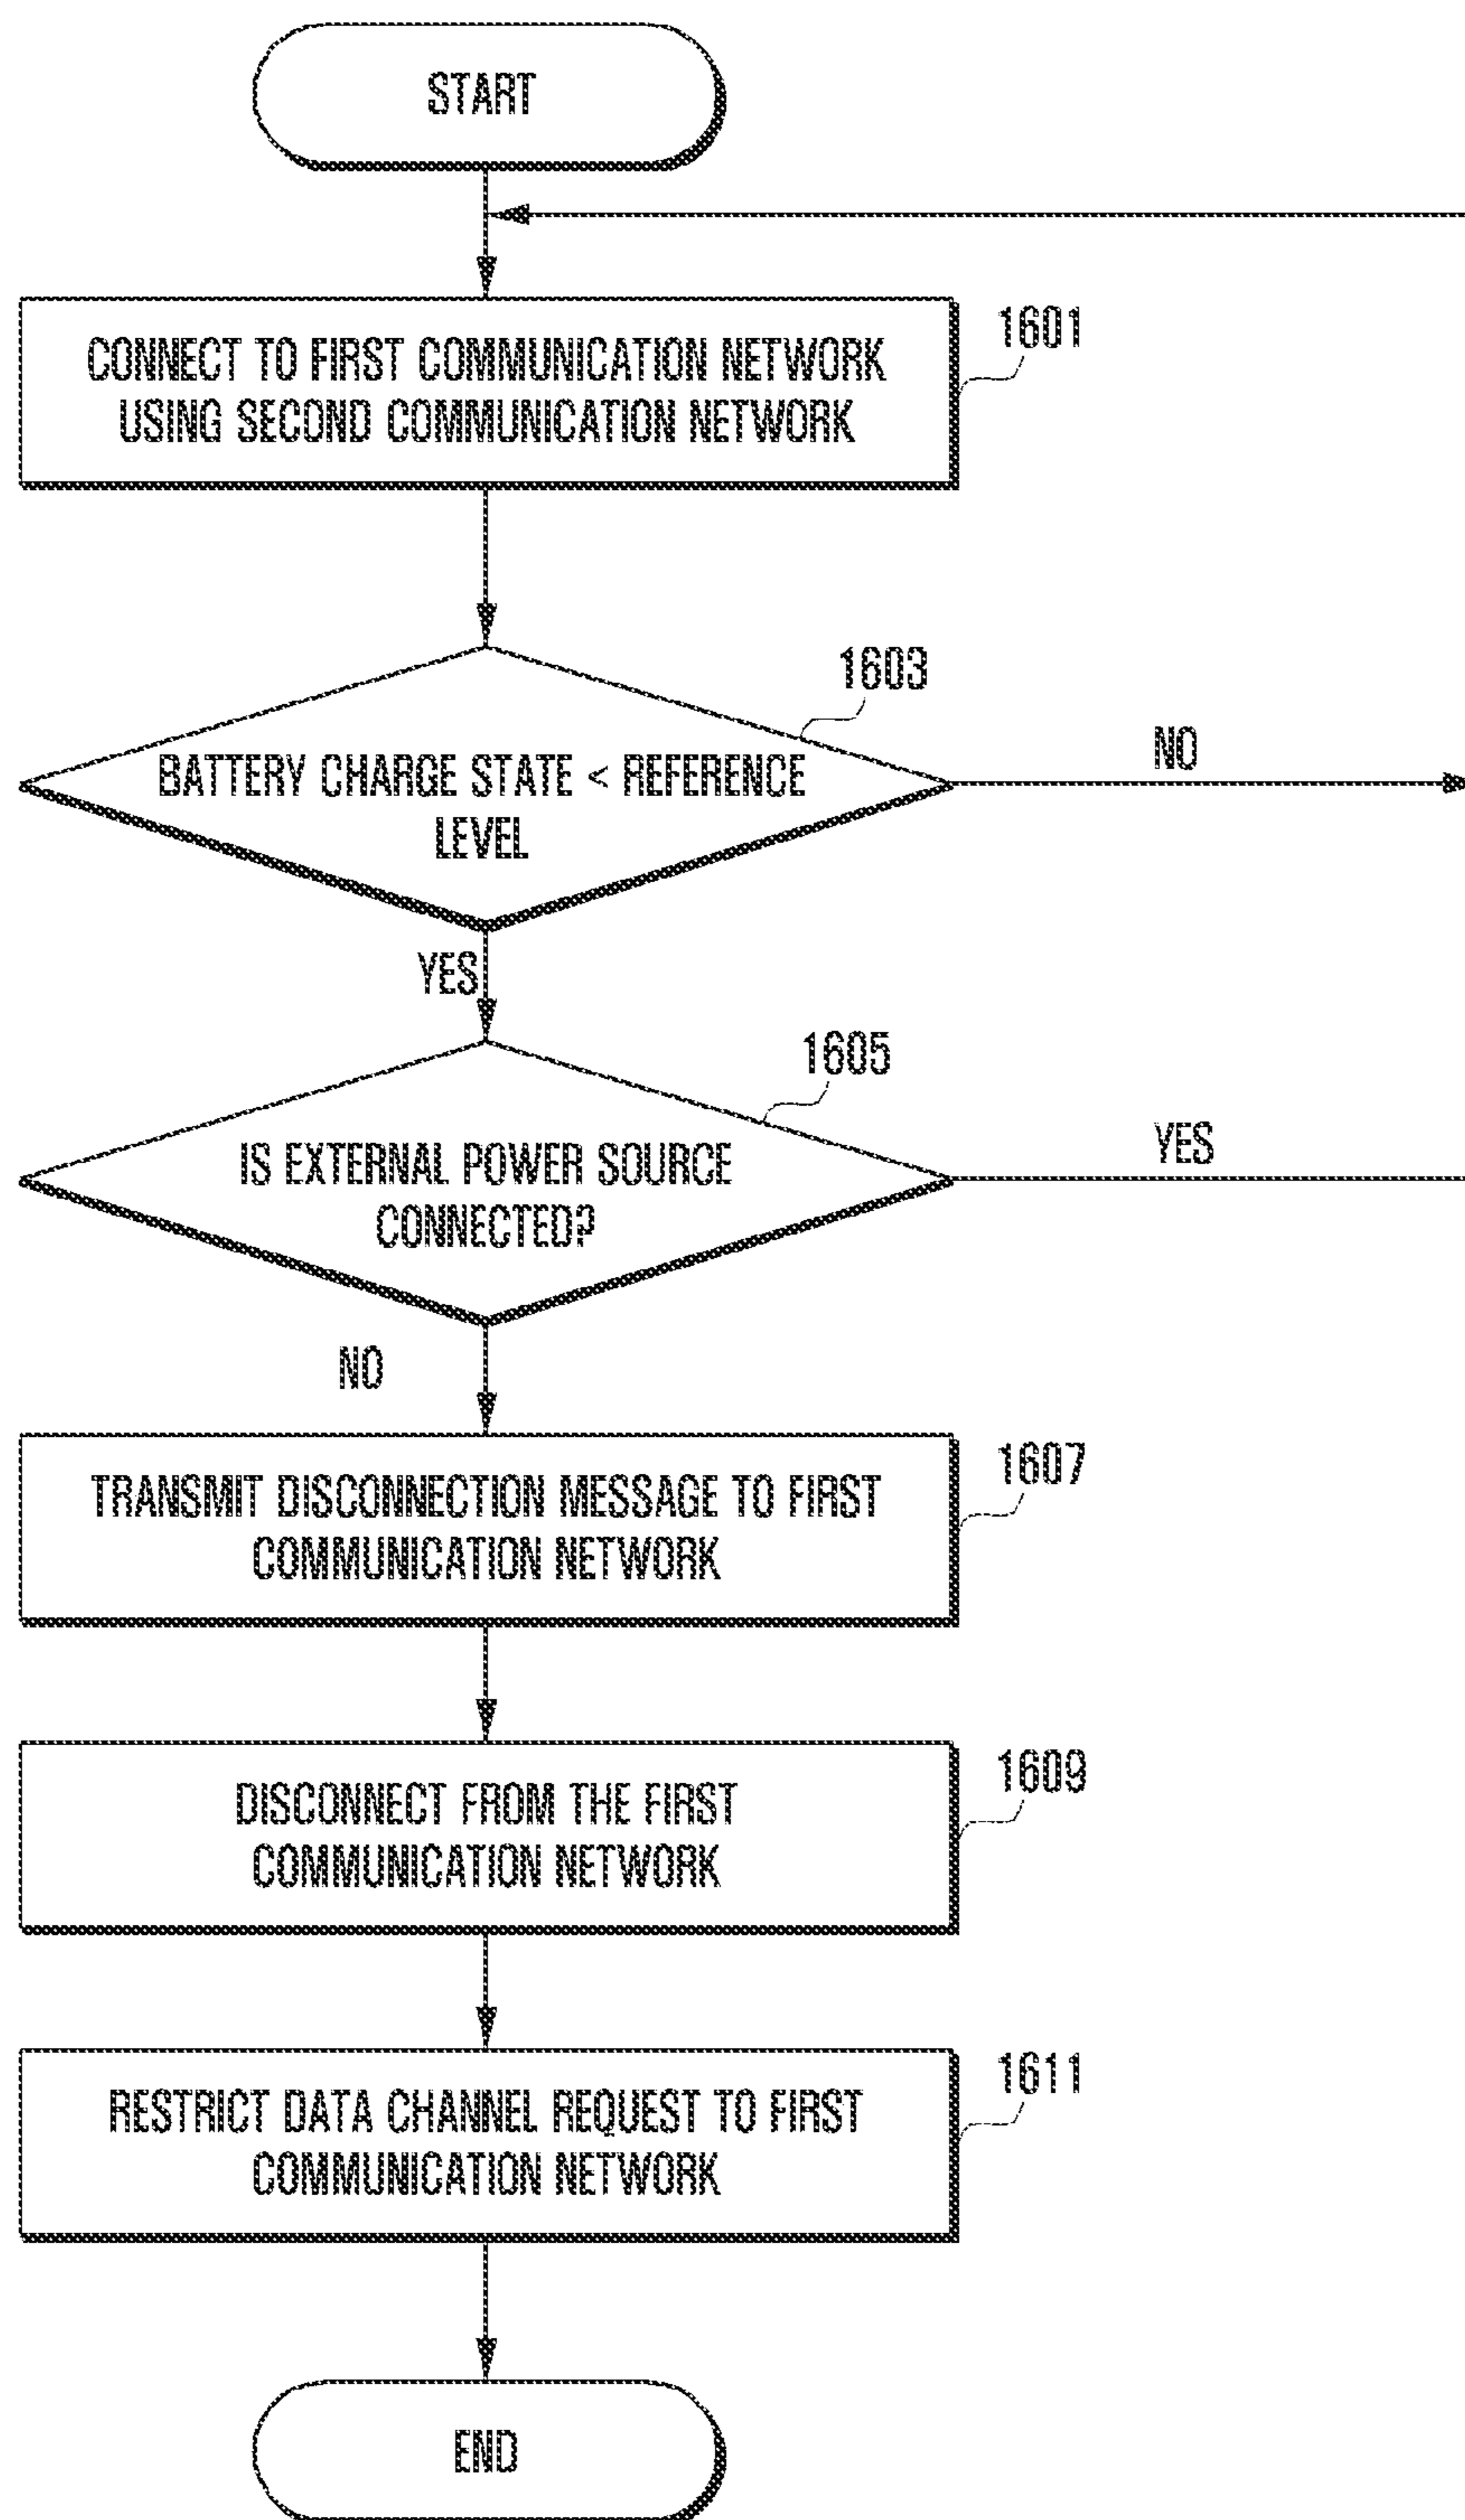 START
1601
CONNECT TO FIRST COMMUNICATION NETWORK
USING SECOND COMMUNICATION NETWORK
1603
NO
BATTERY CHARGE STATE < REFERENCE
LEVEL
YES
1605
YES
IS EXTERNAL POWER SOURCE
CONNECTED?
NO
1607
TRANSMIT DISCONNECTION MESSAGE TO FIRST
COMMUNICATION NETWORK
1609
DISCONNECT FROM THE FIRST
COMMUNICATION NETWORK
1611
RESTRICT DATA CHANNEL REQUEST TO FIRST
COMMUNICATION NETWORK
END